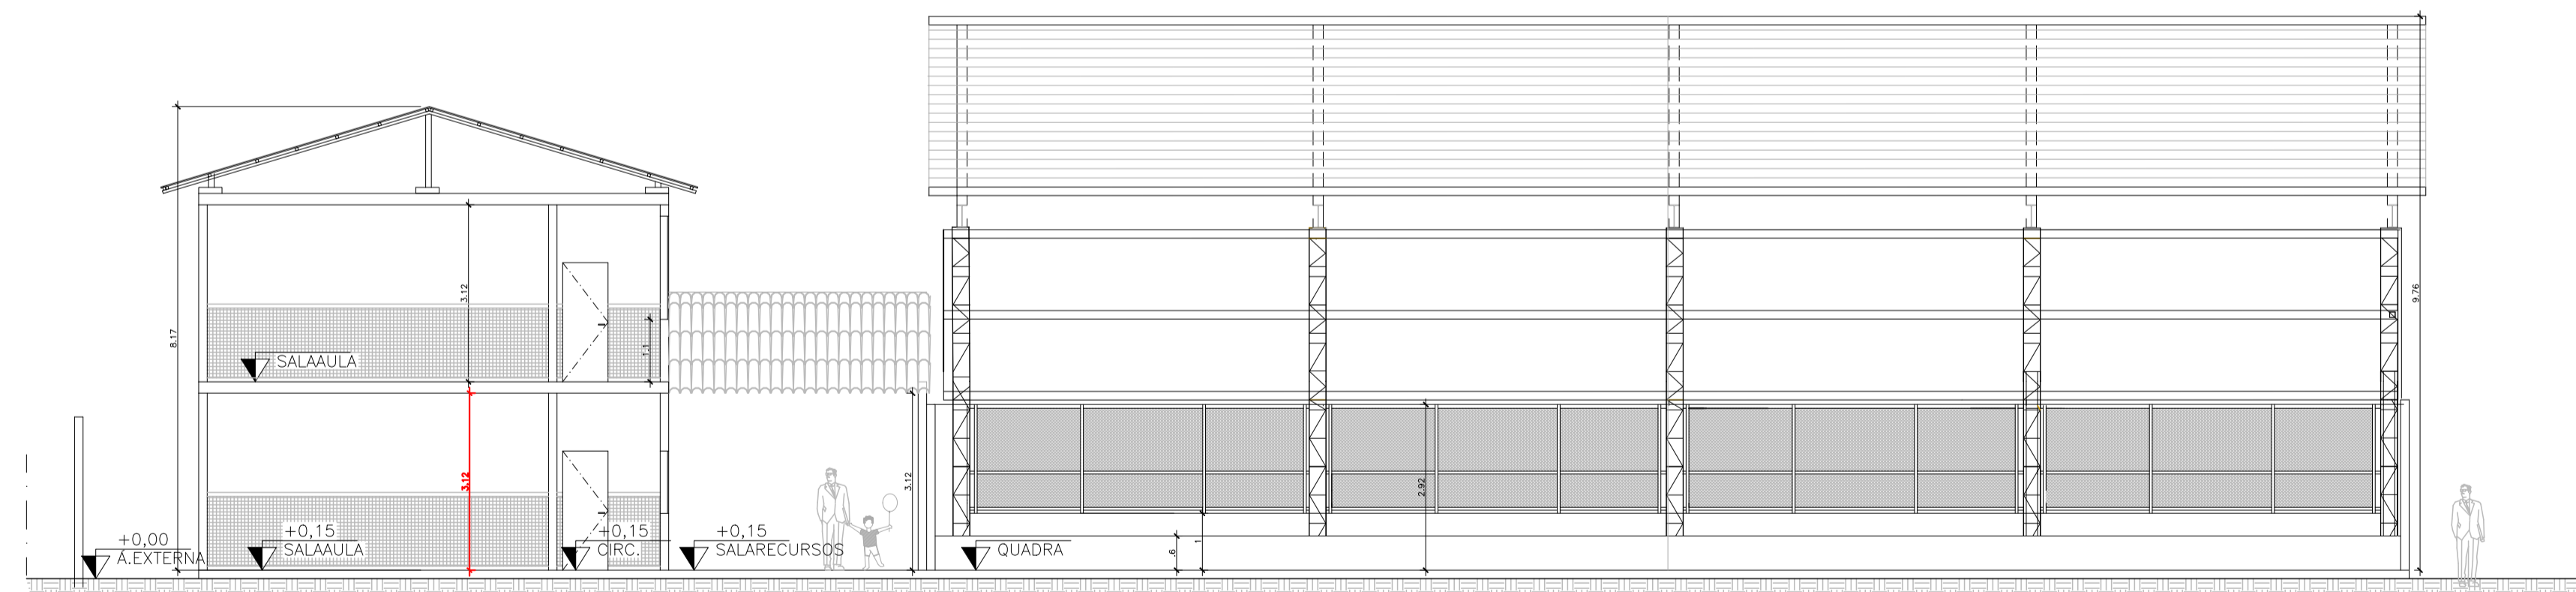 9.76
8.17
3.12
1.1
SALAAULA
3.12
3.12
2.92
+0,00
A.EXTERNA
+0,15
SALAAULA
+0,15
CIRC.
+0,15
SALARECURSOS
QUADRA
.6
1